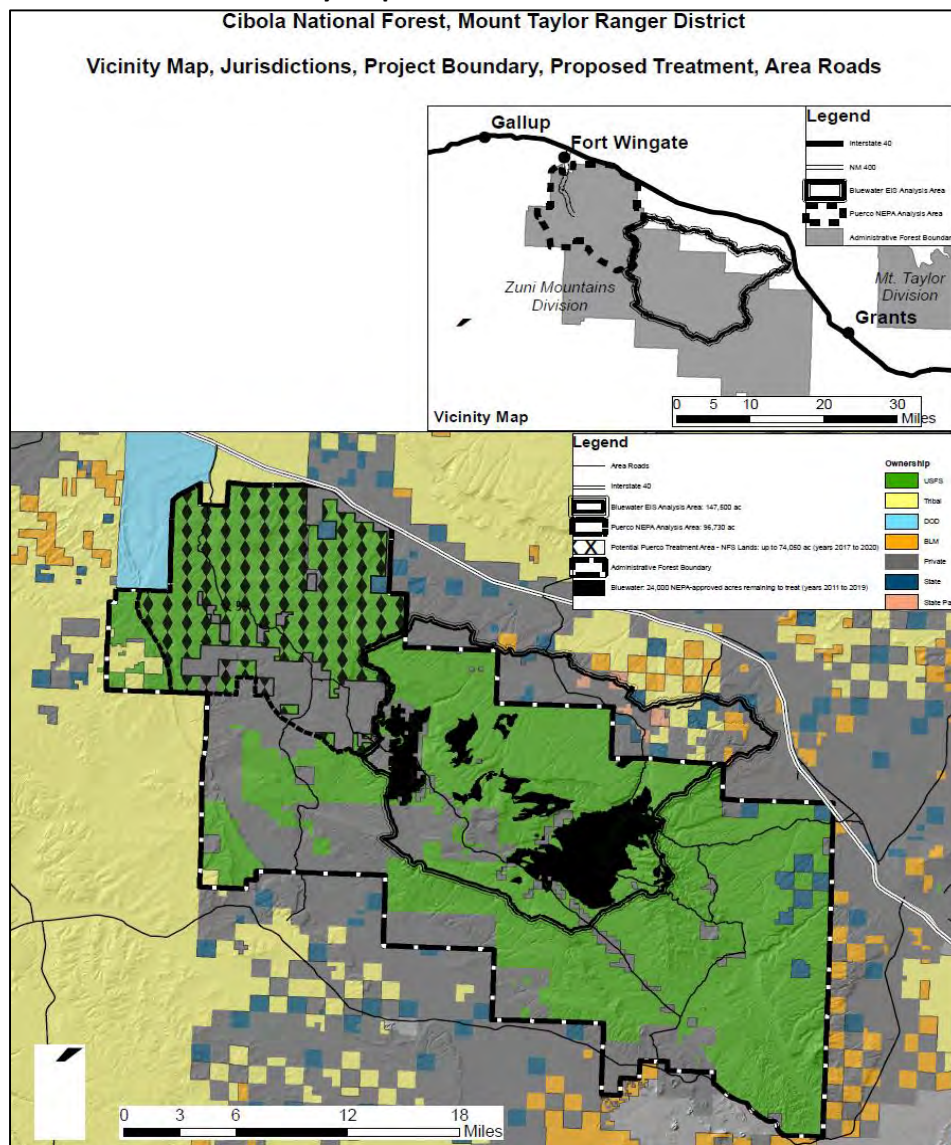 Cibola National Forest, Mount Taylor Ranger District
Vicinity Map, Jurisdictions, Project Boundary, Proposed Treatment, Area Roads
Gallup
Fort Wingate
Zuni Mountains
Division
Mt. Taylor
Division
Grants
Legend
Interstate 40
NM 400
Bluewater EIS Analysis Area
Puerco NEPA Analysis Area
Administrative Forest Boundar
Vicinity Map
0 5 10 20 30
Miles
Legend
Area Roads
Interstate 40
Bluewater EIS Analysis Area: 147,500 ac
Puerco NEPA Analysis Area: 96,730 ac
Potential Puerco Treatment Area - NFS Lands: up to 74,050 ac (years 2017 to 2020)
Administrative Forest Boundary
Bluewater: 24,000 NEPA-approved acres remaining to treat (years 2011 to 2019)
Ownership
USFS
Tribal
DOD
BLM
Private
State
State Pa
0 3 6 12 18
Miles